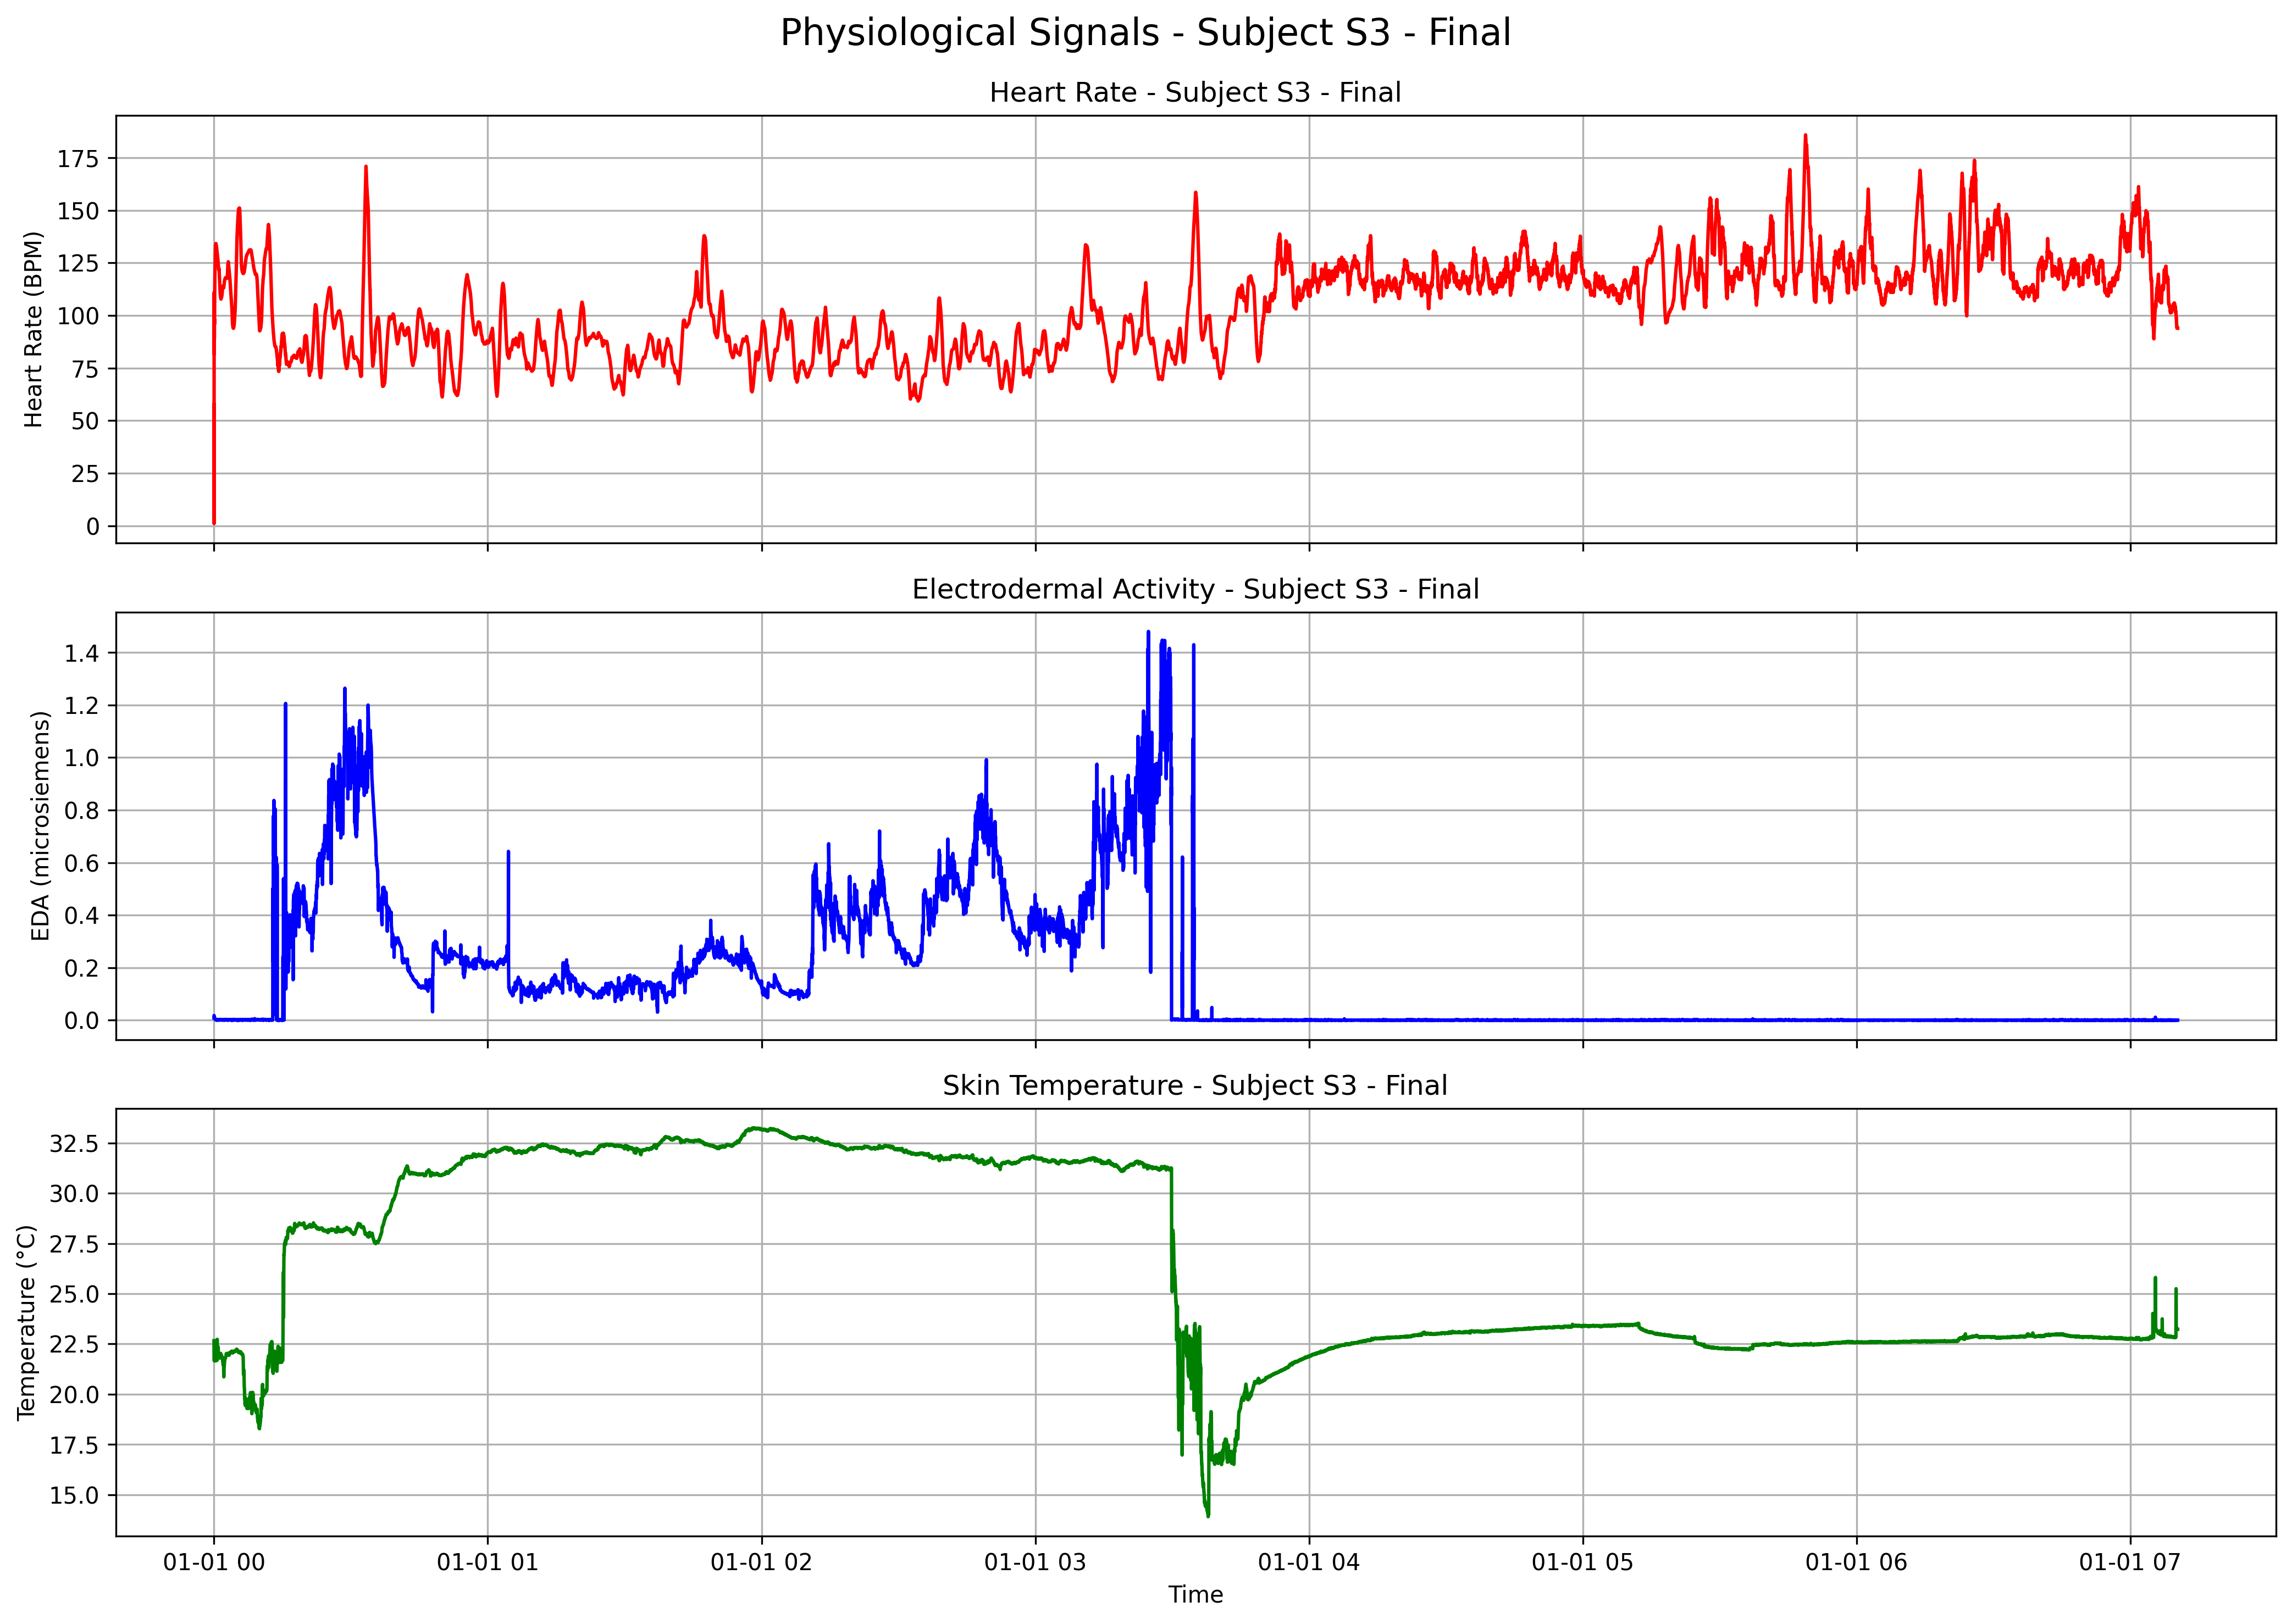 Physiological Signals - Subject S3 - Final
Heart Rate - Subject S3 - Final
Heart Rate (BPM)
175
150
125
100
75
50
25
0
Electrodermal Activity - Subject S3 - Final
EDA (microsiemens)
1.4
1.2
1.0
0.8
0.6
0.4
0.2
0.0
Skin Temperature - Subject S3 - Final
Temperature (°C)
32.5
30.0
27.5
25.0
22.5
20.0
17.5
15.0
01-01 00 01-01 01 01-01 02 01-01 03 01-01 04 01-01 05 01-01 06 01-01 07
Time